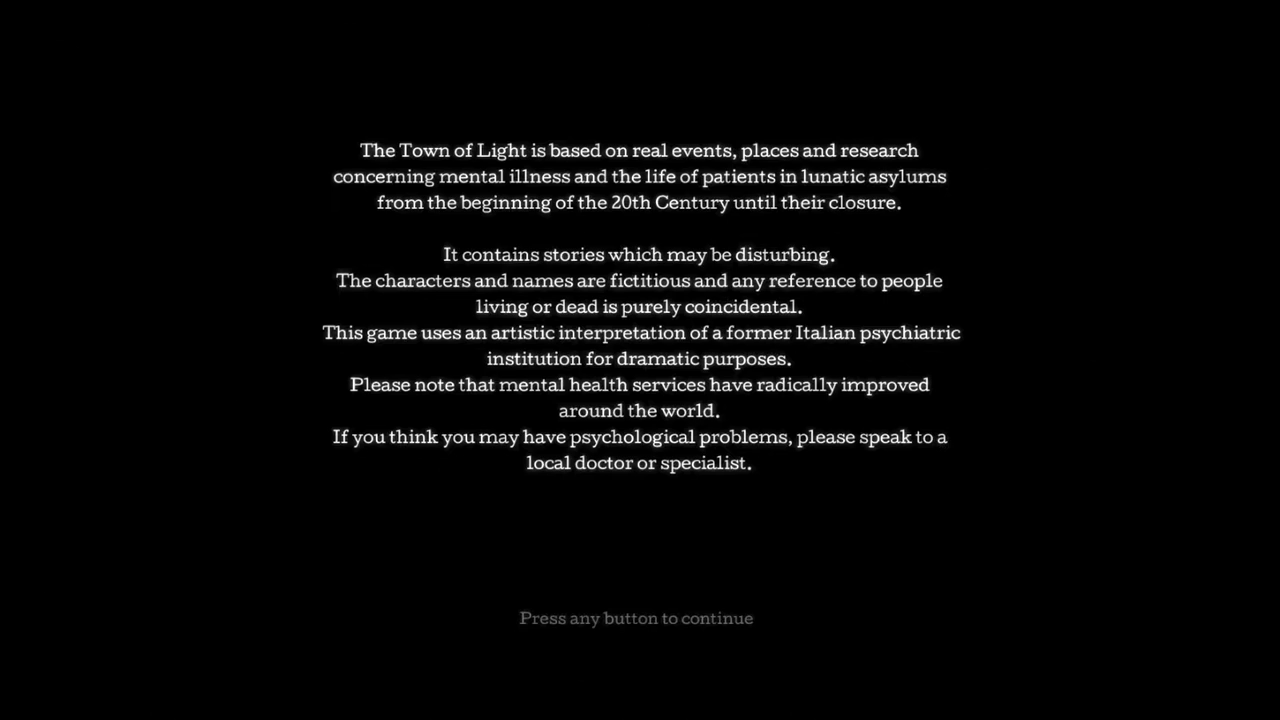 The Town of Light is based on real events, places and research
concerning mental illness and the life of patients in lunatic asylums
from the beginning of the 20th Century until their closure.
It contains stories which may be disturbing.
The characters and names are fictitious and any reference to people
living or dead is purely coincidental.
This game uses an artistic interpretation of a former Italian psychiatric
institution for dramatic purposes.
Please note that mental health services have radically improved
around the world.
If you think you may have psychological problems, please speak to a
local doctor or specialist.
Press any button to continue